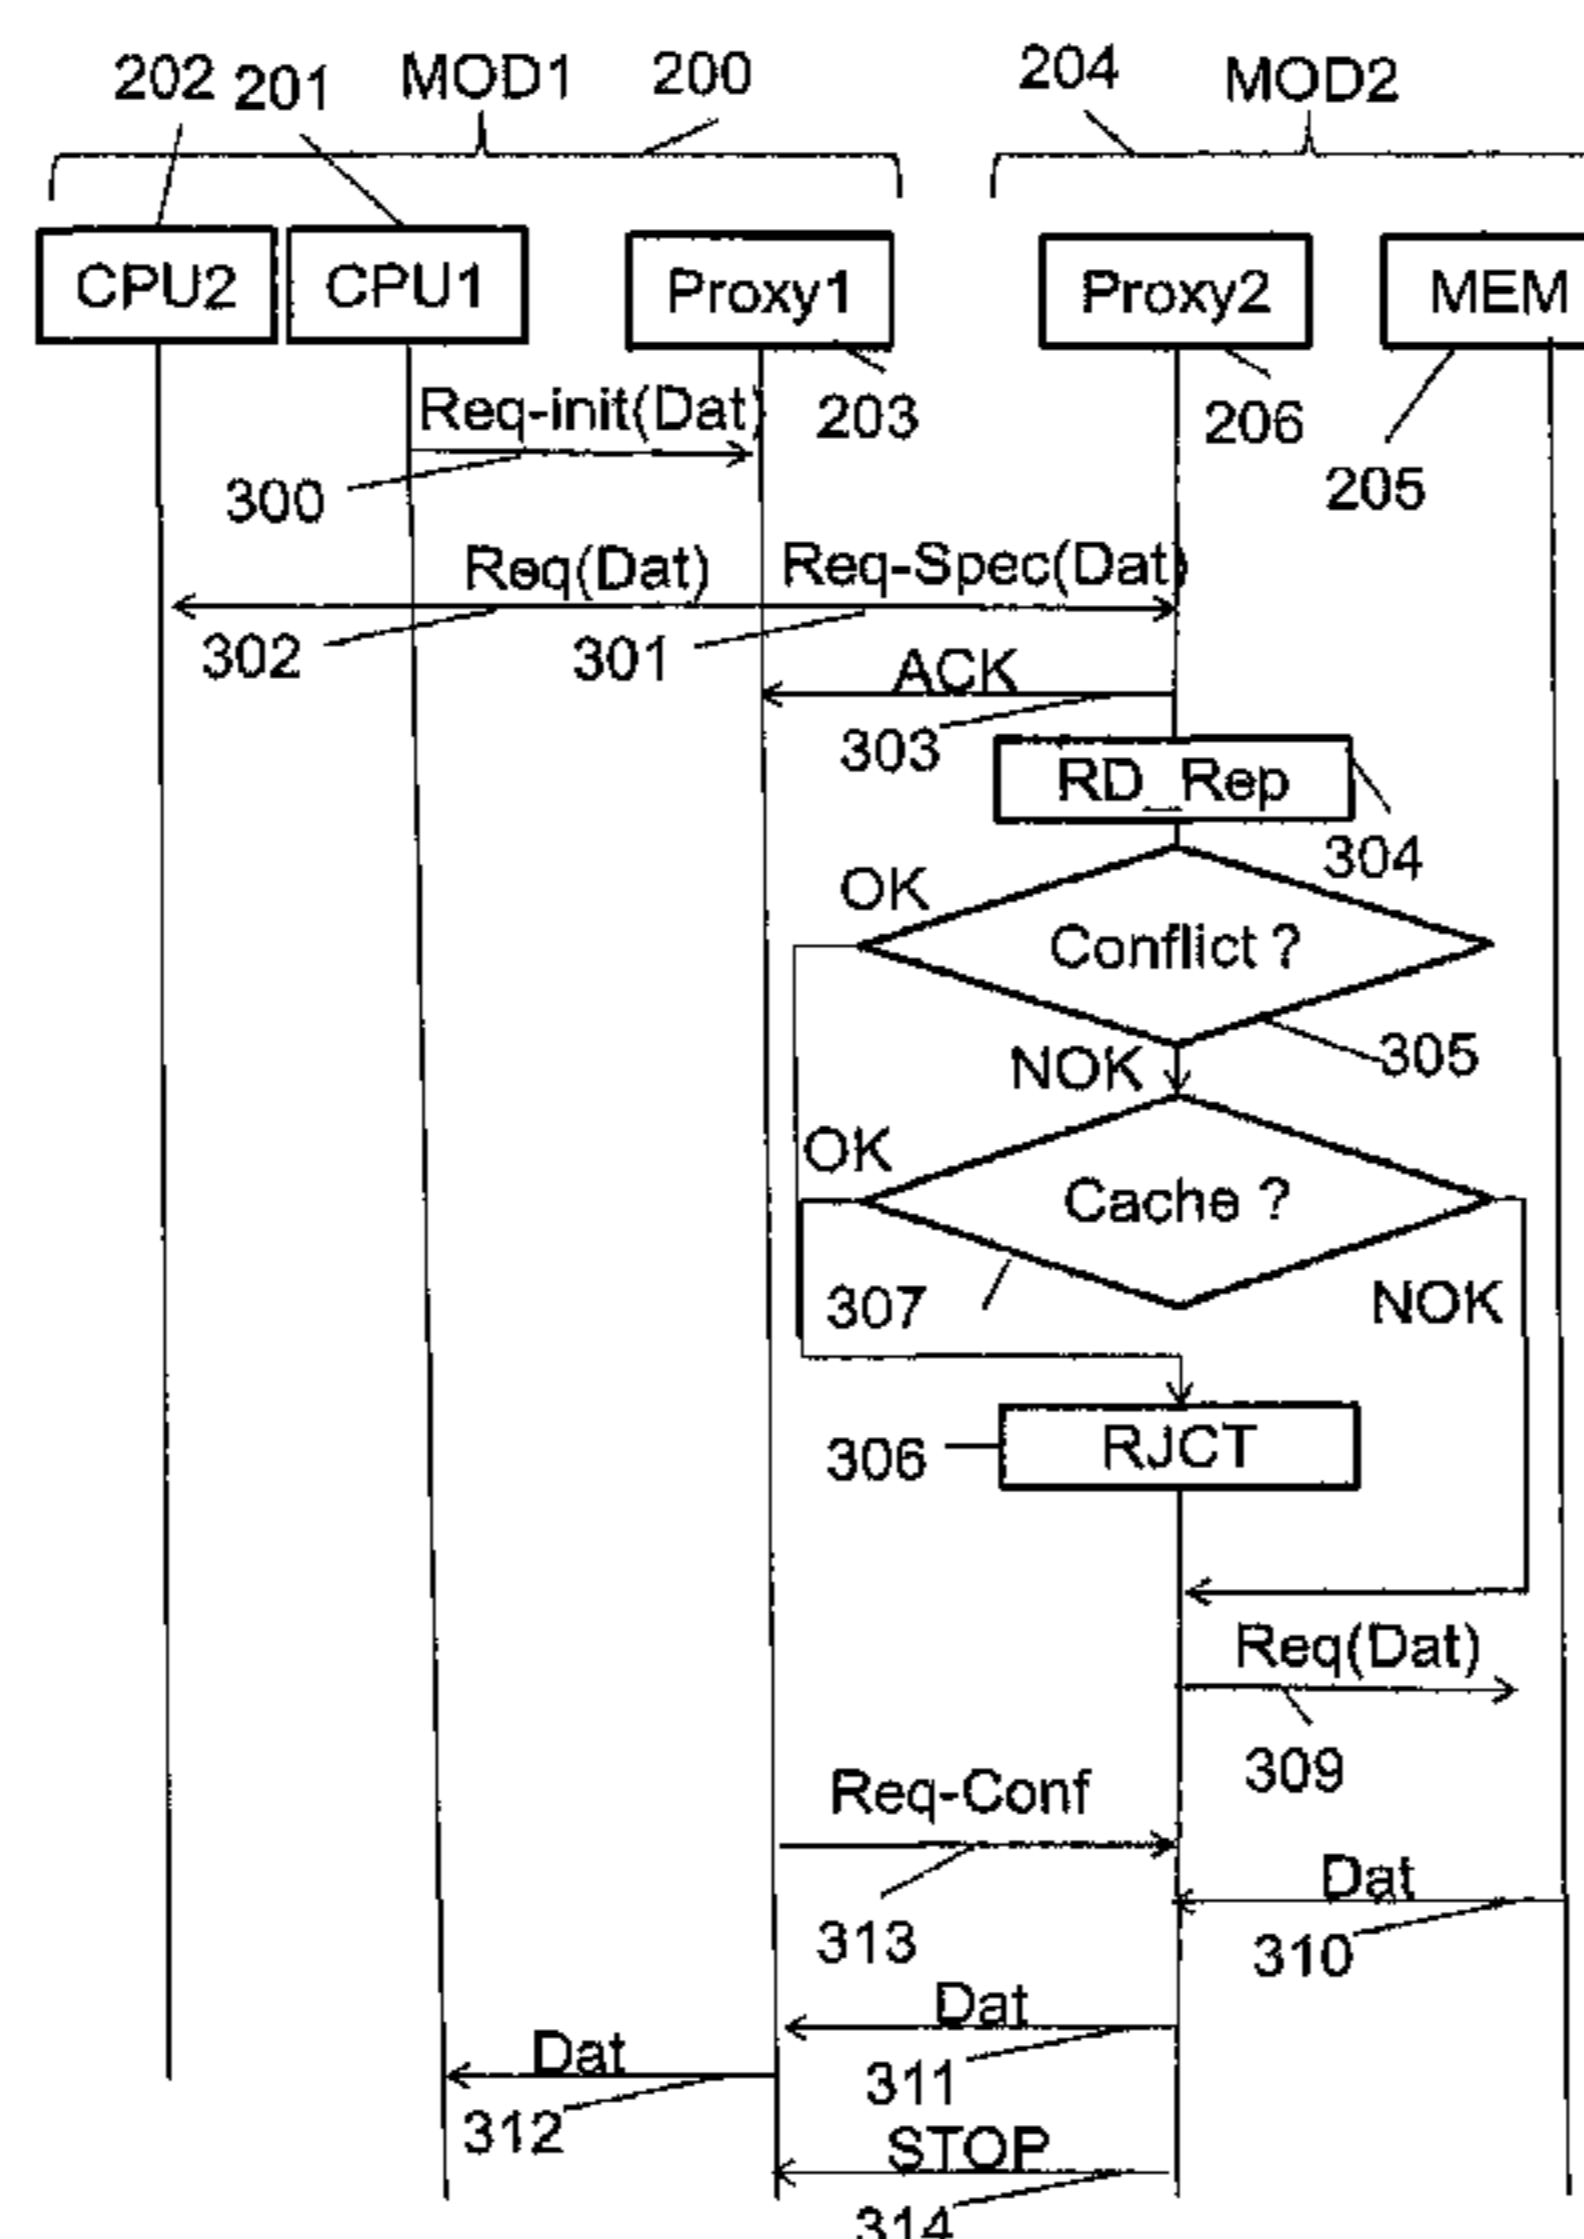 202 201 MOD1 200 204 MOD2
CPU2 CPU1 Proxy1 Proxy2 MEM
Req-init(Dat) 203 206
300 205
Req(Dat) Req-Spec(Dat)
302 301
ACK
303
RD_Rep
304
OK
Conflict ?
305
NOK
OK
Cache ?
307 NOK
306 RJCT
Req(Dat)
309
Req-Conf
Dat
313 310
Dat
Dat
311
312
STOP
314